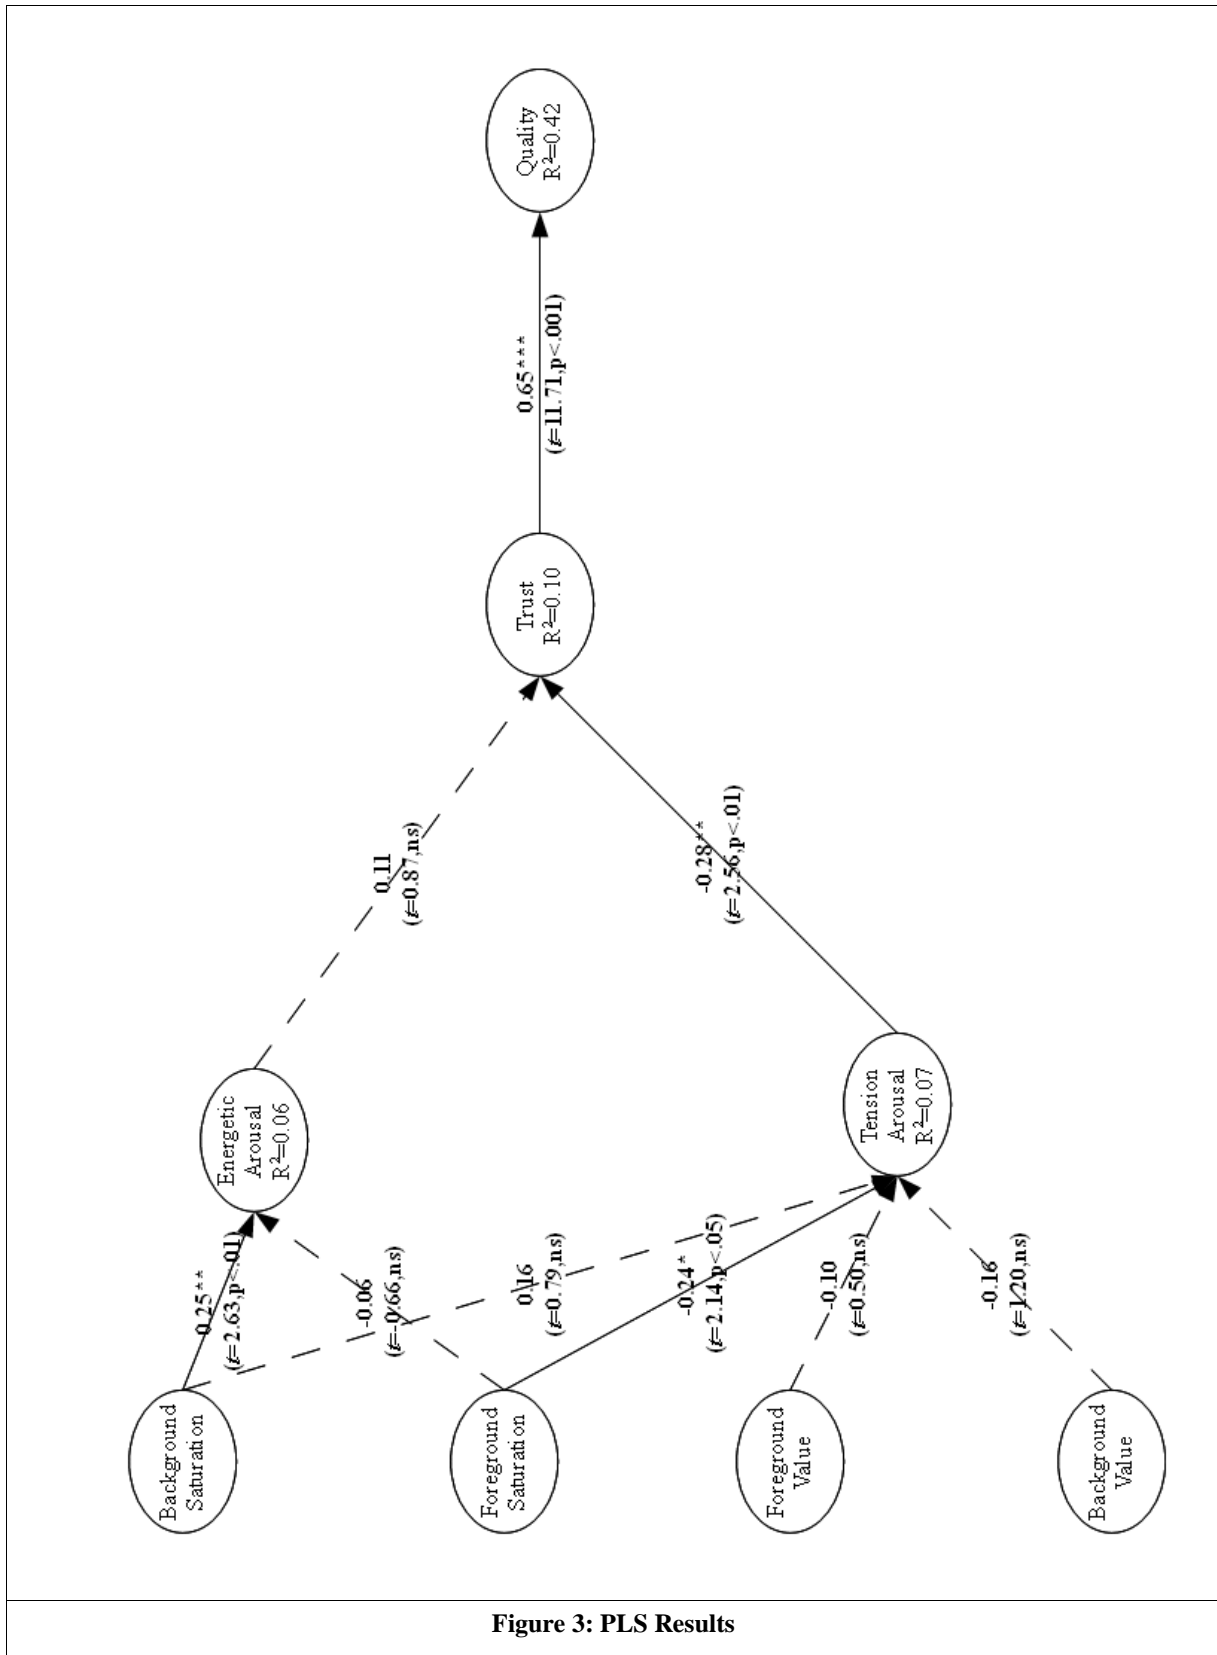 Background
Saturation
Foreground
Saturation
Foreground
Value
Background
Value
0.25**
(t=2.63,p<.01)
-0.06
(t=-0.66,ns)
0.16
(t=0.79,ns)
-0.24*
(t=2.14,p<.05)
-0.10
(t=0.50,ns)
-0.16
(t=1.20,ns)
Energetic
Arousal
R²=0.06
Tension
Arousal
R²=0.07
0.11
(t=0.87,ns)
-0.28**
(t=2.56,p<.01)
Trust
R²=0.10
0.65***
(t=11.71,p<.001)
Quality
R²=0.42
Figure 3: PLS Results